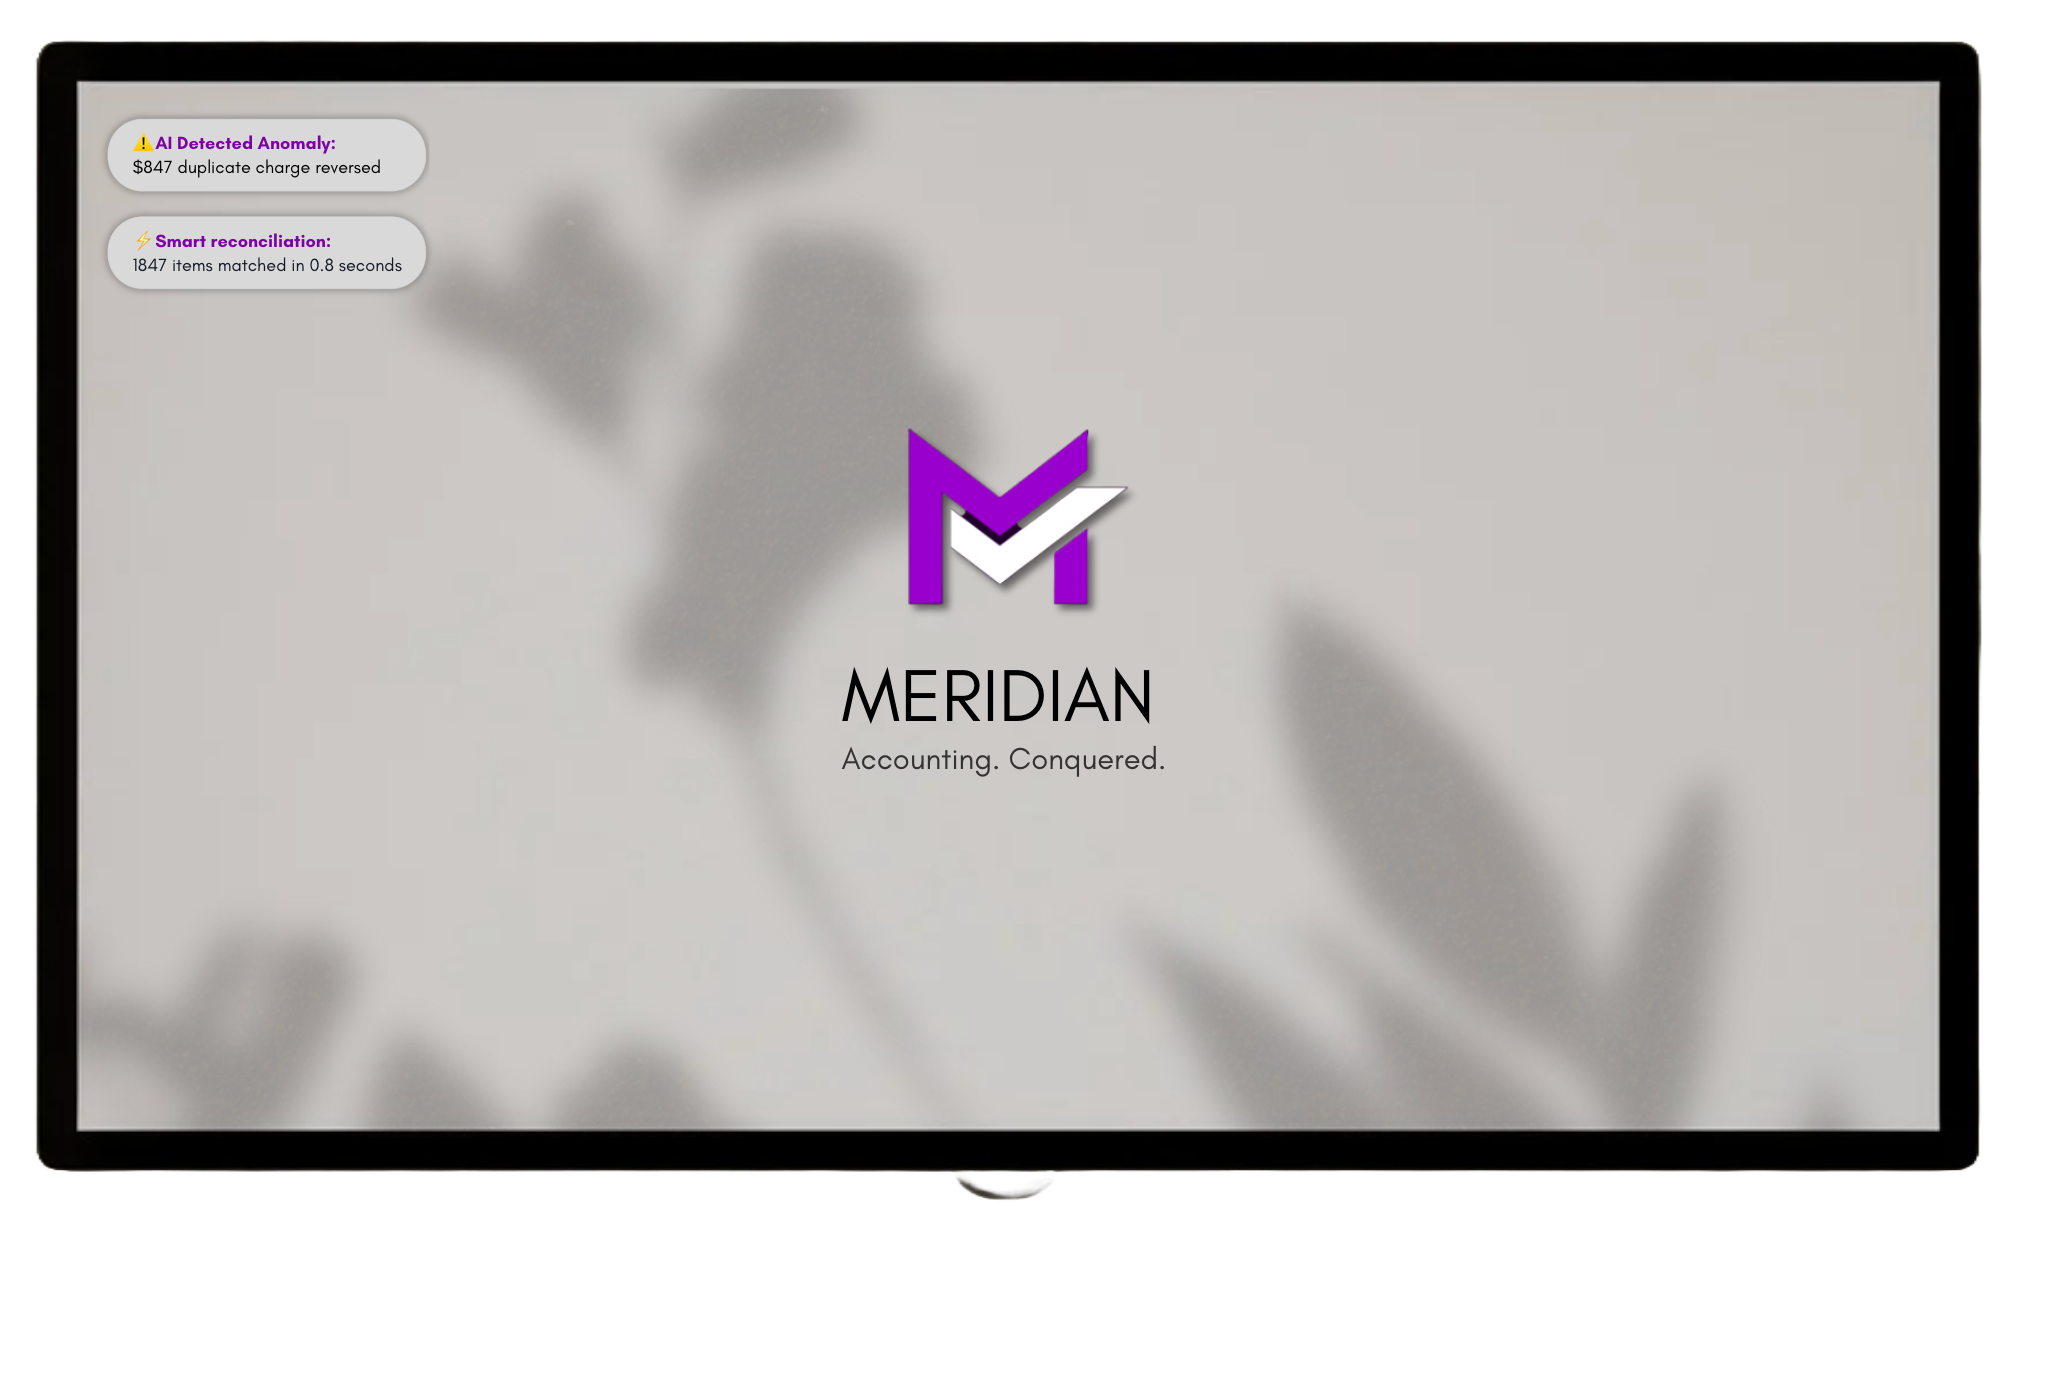 ⚠️AI Detected Anomaly:
$847 duplicate charge reversed
⚡Smart reconciliation:
1847 items matched in 0.8 seconds
MERIDIAN
Accounting. Conquered.